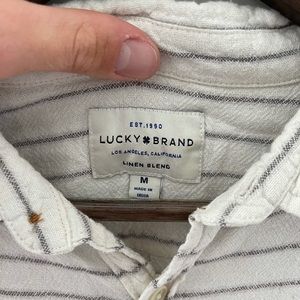 EST. 1990
LUCKY BRAND
LOS ANGELES, CALIFORNIA
LINEN BLEND
M
MADE IN
INDIA